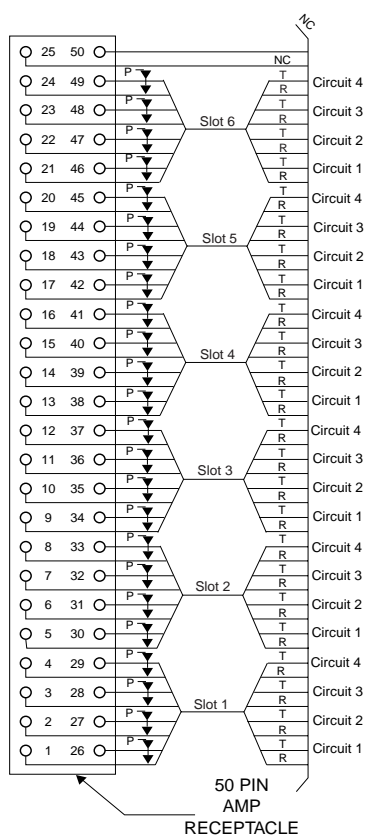 NC
25 50
NC
24 49 P T Circuit 4
R
23 48 P T Circuit 3
R
Slot 6
22 47 P T Circuit 2
R
21 46 P T Circuit 1
R
20 45 P T Circuit 4
R
19 44 P T Circuit 3
R
Slot 5
18 43 P T Circuit 2
R
17 42 P T Circuit 1
R
16 41 P T Circuit 4
R
15 40 P T Circuit 3
R
Slot 4
14 39 P T Circuit 2
R
13 38 P T Circuit 1
R
12 37 P T Circuit 4
R
11 36 P T Circuit 3
R
Slot 3
10 35 P T Circuit 2
R
9 34 P T Circuit 1
R
8 33 P T Circuit 4
R
7 32 P T Circuit 3
R
Slot 2
6 31 P T Circuit 2
R
5 30 P T Circuit 1
R
4 29 P T Circuit 4
R
3 28 P T Circuit 3
R
Slot 1
2 27 P T Circuit 2
R
1 26 P T Circuit 1
R
50 PIN
AMP
RECEPTACLE